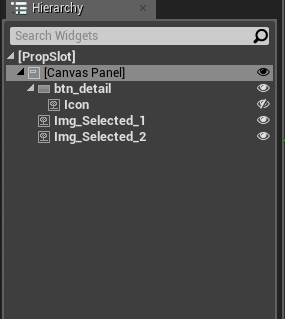 Hierarchy
Search Widgets
[PropSlot]
[Canvas Panel]
btn_detail
Icon
Img_Selected_1
Img_Selected_2